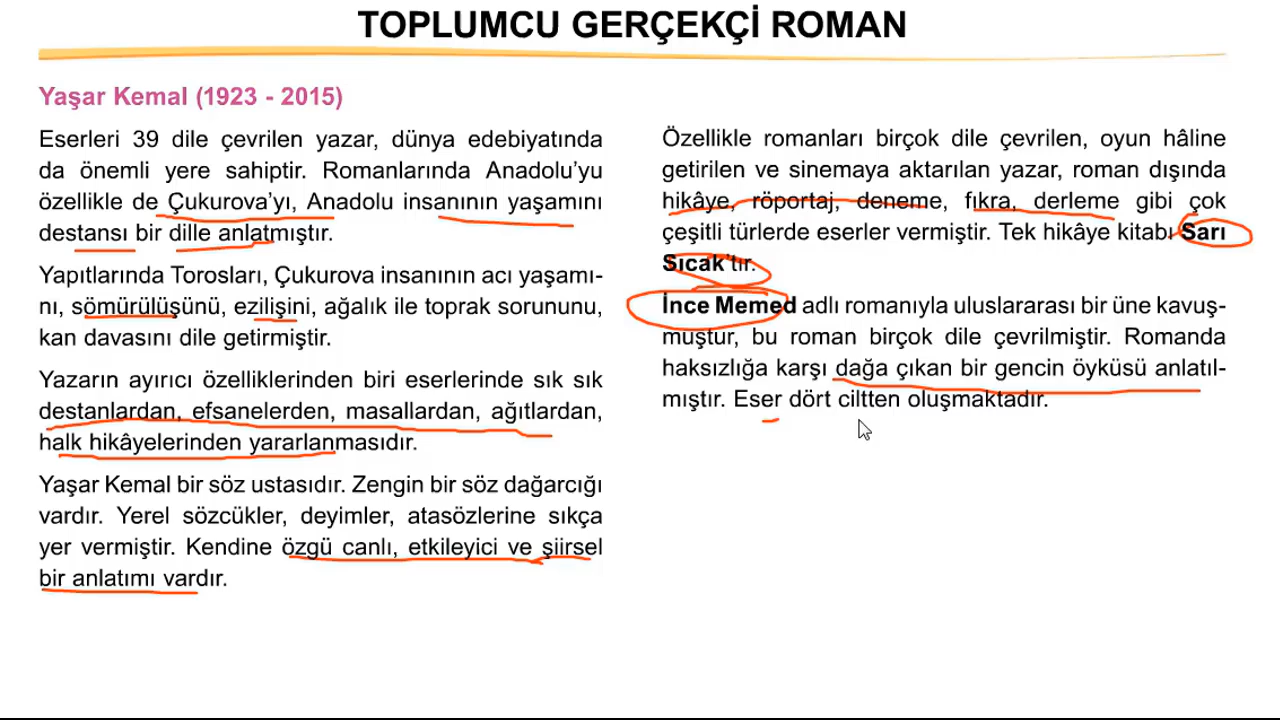 TOPLUMCU GERÇEKÇİ ROMAN
Yaşar Kemal (1923 - 2015)
Eserleri 39 dile çevrilen yazar, dünya edebiyatında
da önemli yere sahiptir. Romanlarında Anadolu’yu
özellikle de Çukurova’yı, Anadolu insanının yaşamını
destansı bir dille anlatmıştır.
Yapıtlarında Torosları, Çukurova insanının acı yaşamı-
nı, sömürülüşünü, ezilişini, ağalık ile toprak sorununu,
kan davasını dile getirmiştir.
Yazarın ayırıcı özelliklerinden biri eserlerinde sık sık
destanlardan, efsanelerden, masallardan, ağıtlardan,
halk hikâyelerinden yararlanmasıdır.
Yaşar Kemal bir söz ustasıdır. Zengin bir söz dağarcığı
vardır. Yerel sözcükler, deyimler, atasözlerine sıkça
yer vermiştir. Kendine özgü canlı, etkileyici ve şiirsel
bir anlatımı vardır.
Özellikle romanları birçok dile çevrilen, oyun hâline
getirilen ve sinemaya aktarılan yazar, roman dışında
hikâye, röportaj, deneme, fıkra, derleme gibi çok
çeşitli türlerde eserler vermiştir. Tek hikâye kitabı Sarı
Sıcak’tır.
İnce Memed adlı romanıyla uluslararası bir üne kavuş-
muştur, bu roman birçok dile çevrilmiştir. Romanda
haksızlığa karşı dağa çıkan bir gencin öyküsü anlatıl-
mıştır. Eser dört ciltten oluşmaktadır.